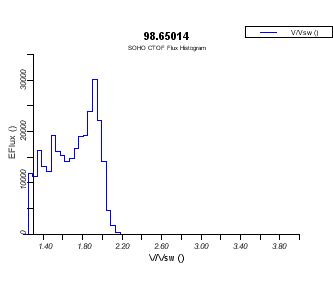 98.65014
SOHO CTOF Flux Histogram
V/Vsw ()
EFlux ()
30000
20000
10000
0
1.40 1.80 2.20 2.60 3.00 3.40 3.80
V/Vsw ()